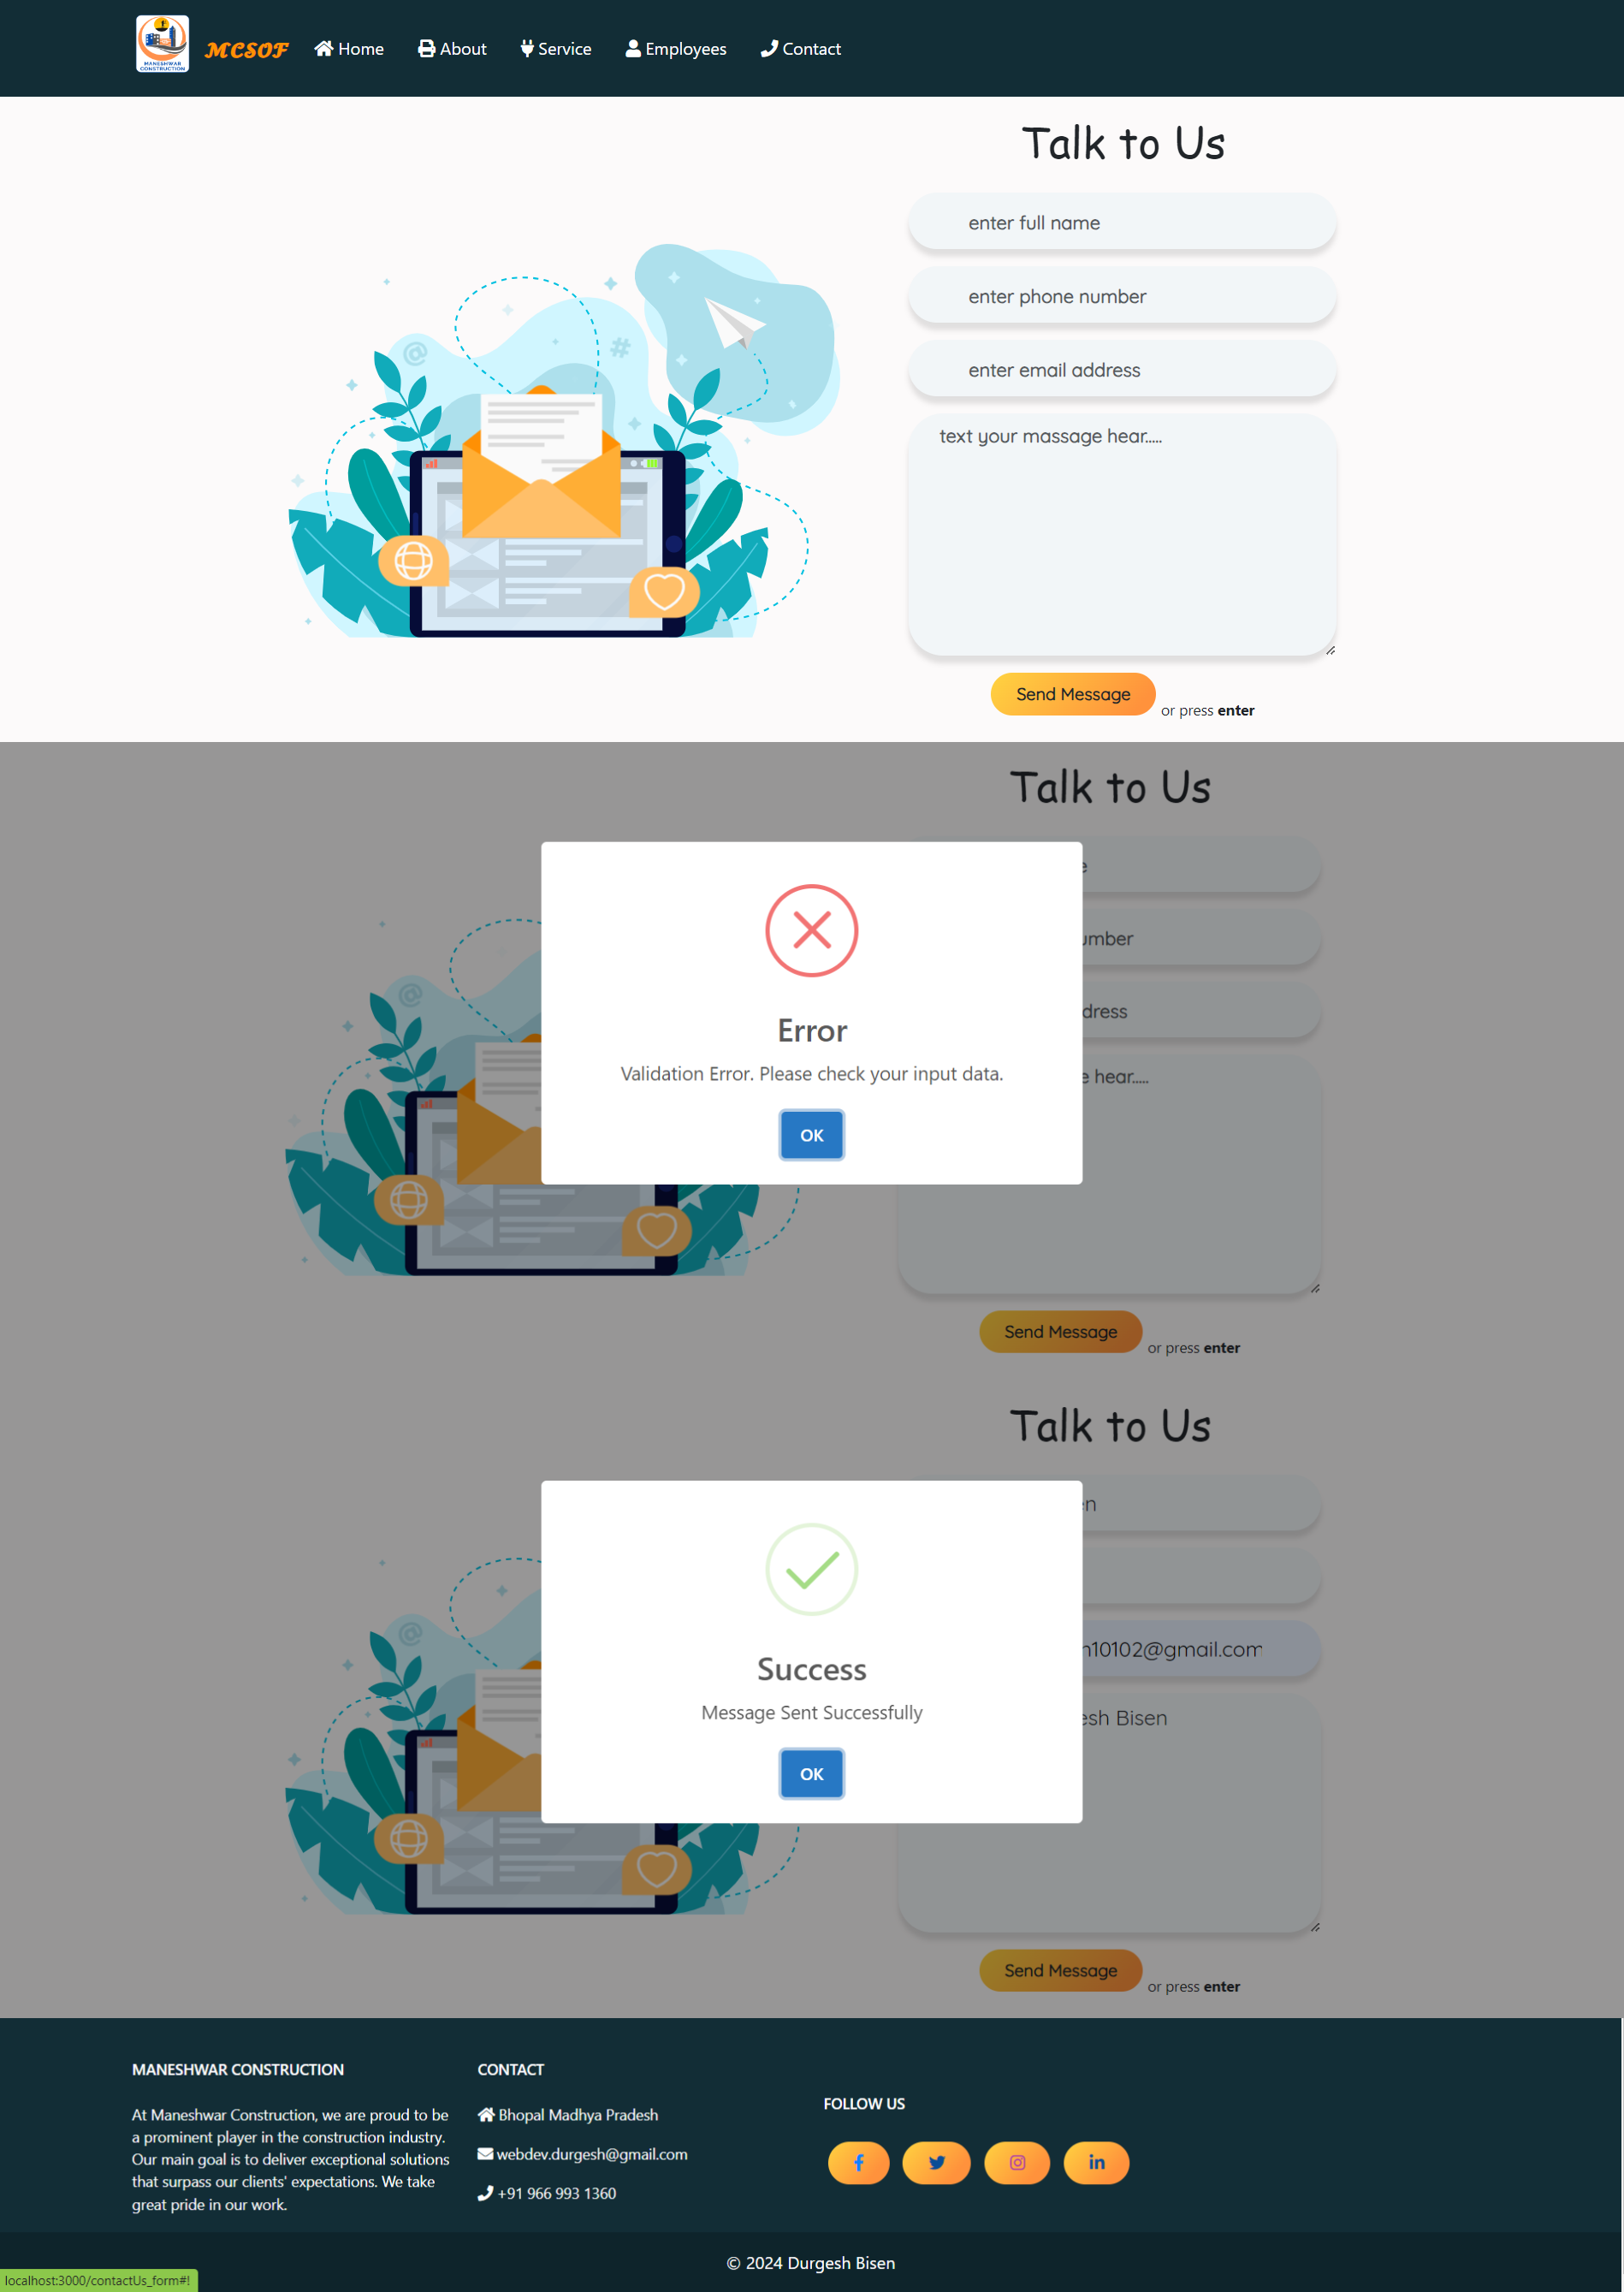 MANESHWAR
CONSTRUCTION
MCSOF
Home
About
Service
Employees
Contact
Talk to Us
enter full name
enter phone number
enter email address
text your massage hear.....
Send Message
or press enter
@
#
Talk to Us
umber
dress
e hear.....
Error
Validation Error. Please check your input data.
OK
Send Message
or press enter
@
Talk to Us
en
10102@gmail.com
esh Bisen
Success
Message Sent Successfully
OK
Send Message
or press enter
@
MANESHWAR CONSTRUCTION
At Maneshwar Construction, we are proud to be
a prominent player in the construction industry.
Our main goal is to deliver exceptional solutions
that surpass our clients' expectations. We take
great pride in our work.
CONTACT
Bhopal Madhya Pradesh
webdev.durgesh@gmail.com
+91 966 993 1360
FOLLOW US
© 2024 Durgesh Bisen
localhost:3000/contactUs_form#!